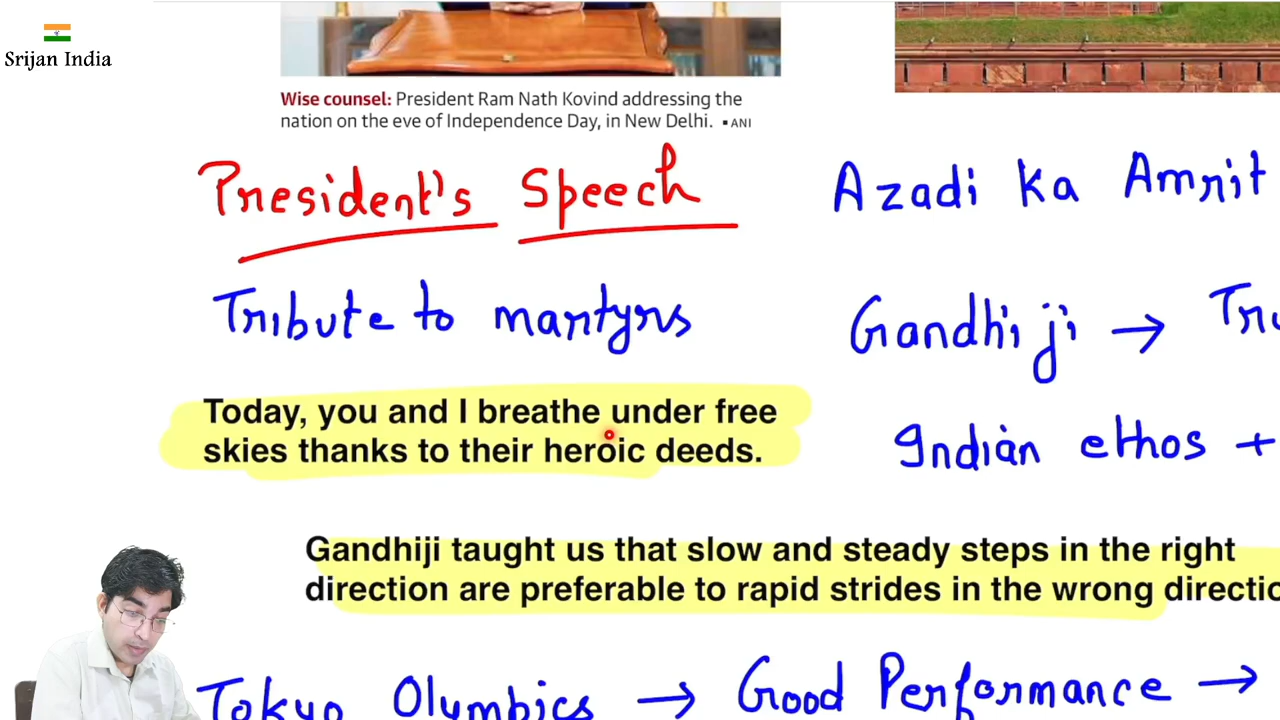 Srijan India
Wise counsel: President Ram Nath Kovind addressing the
nation on the eve of Independence Day, in New Delhi. ▪ ANI
President's Speech
Azadi ka Amrit
Tribute to martyrs
Gandhi ji →
Today, you and I breathe under free
skies thanks to their heroic deeds.
Indian ethos +
Gandhiji taught us that slow and steady steps in the right
direction are preferable to rapid strides in the wrong
Tokyo Olympics → Good Performance →